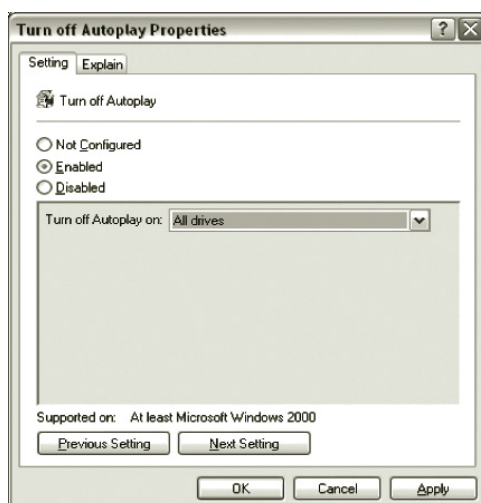 Turn off Autoplay Properties
Setting Explain
Turn off Autoplay
Not Configured
Enabled
Disabled
Turn off Autoplay on: All drives
Supported on: At least Microsoft Windows 2000
Previous Setting Next Setting
OK Cancel Apply